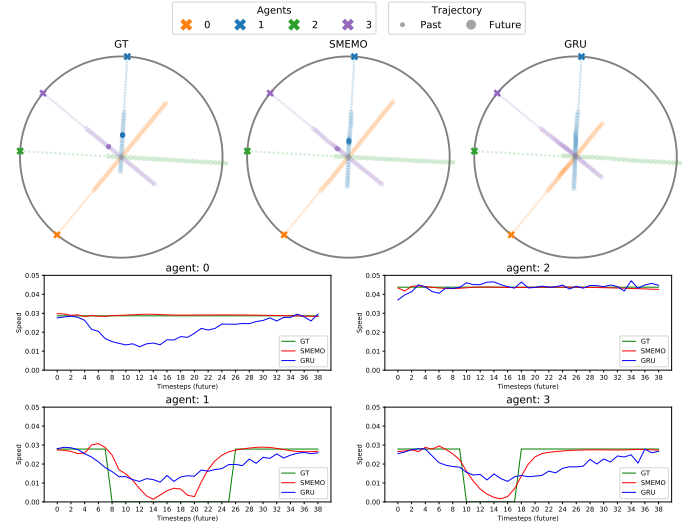 Agents
0 1 2 3
Trajectory
Past Future
GT
SMEMO
GRU
agent: 0
0.05
0.04
0.03
0.02
0.01
0.00
Speed
GT
SMEMO
GRU
0 2 4 6 8 10 12 14 16 18 20 22 24 26 28 30 32 34 36 38
Timesteps (future)
agent: 2
0.05
0.04
0.03
0.02
0.01
0.00
Speed
GT
SMEMO
GRU
0 2 4 6 8 10 12 14 16 18 20 22 24 26 28 30 32 34 36 38
Timesteps (future)
agent: 1
0.05
0.04
0.03
0.02
0.01
0.00
Speed
GT
SMEMO
GRU
0 2 4 6 8 10 12 14 16 18 20 22 24 26 28 30 32 34 36 38
Timesteps (future)
agent: 3
0.05
0.04
0.03
0.02
0.01
0.00
Speed
GT
SMEMO
GRU
0 2 4 6 8 10 12 14 16 18 20 22 24 26 28 30 32 34 36 38
Timesteps (future)